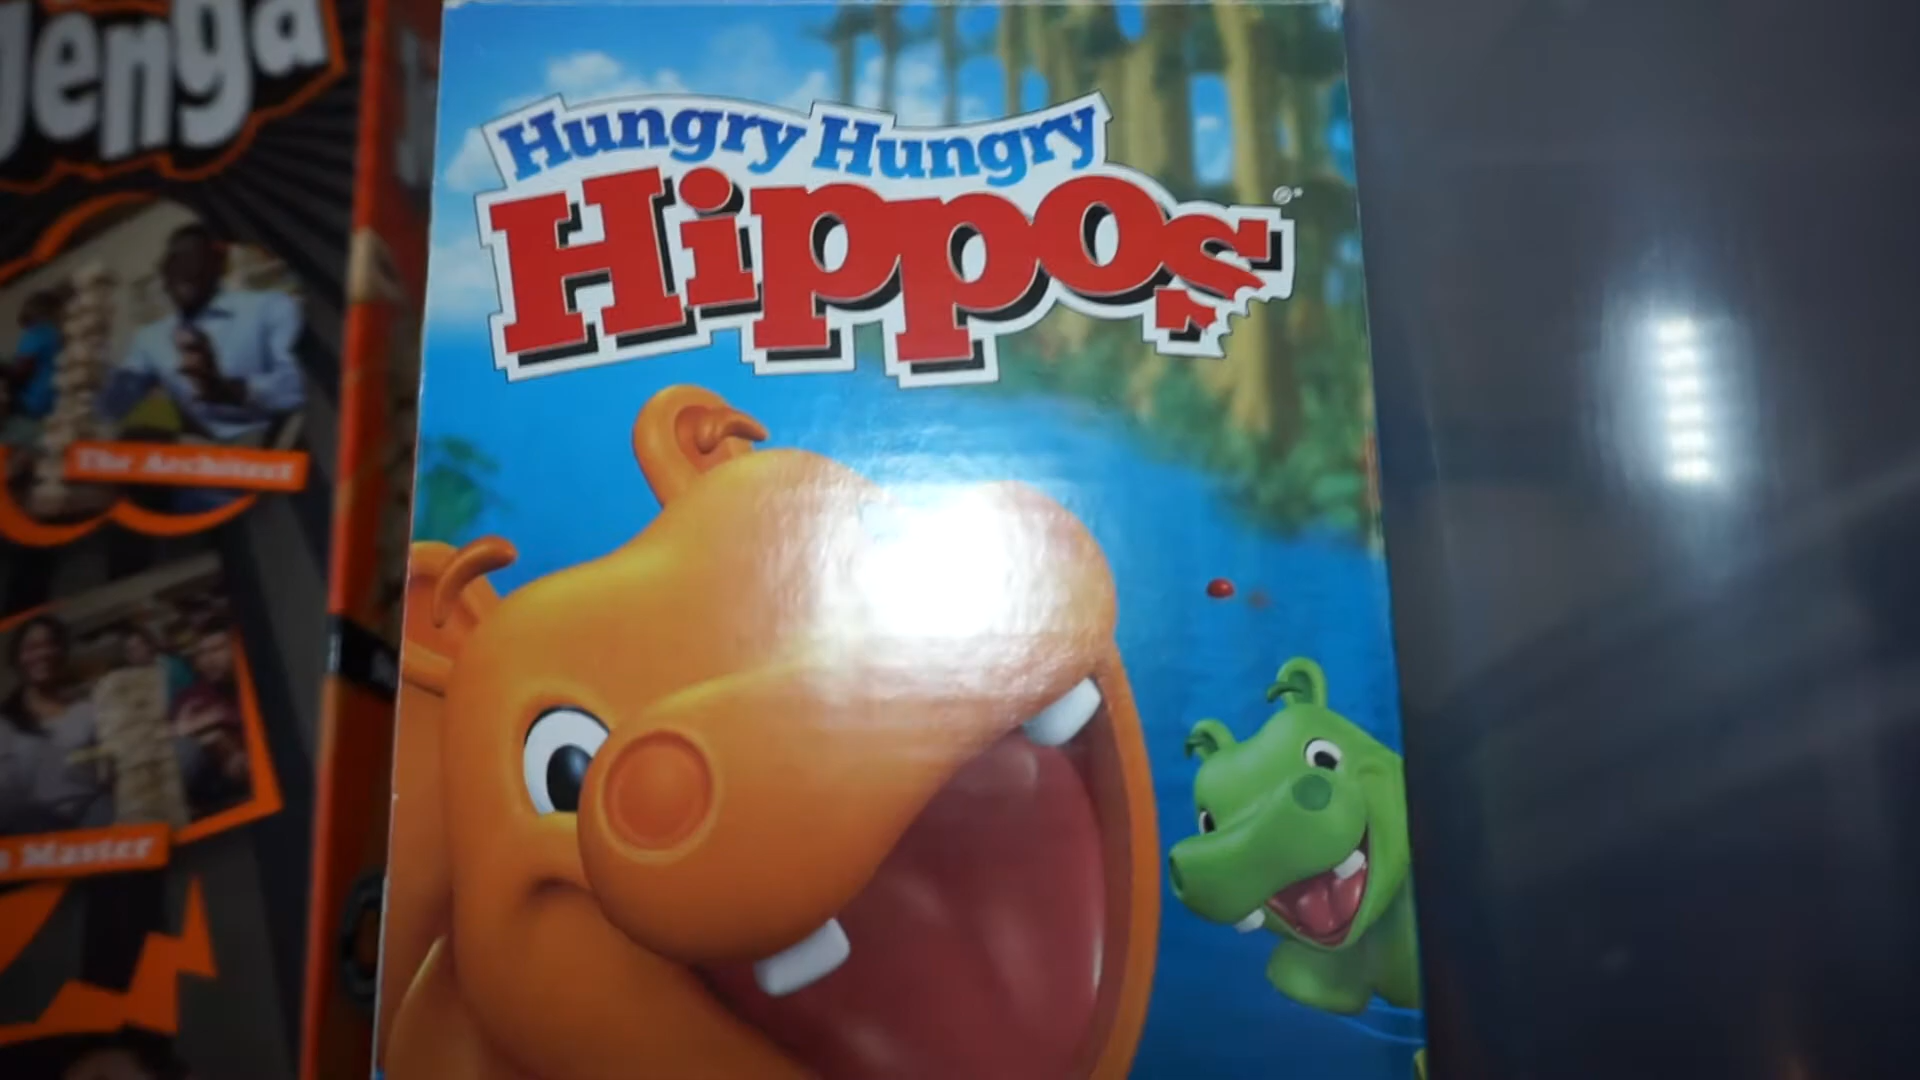 Jenga
The Architect
Master
Hungry Hungry
Hippos